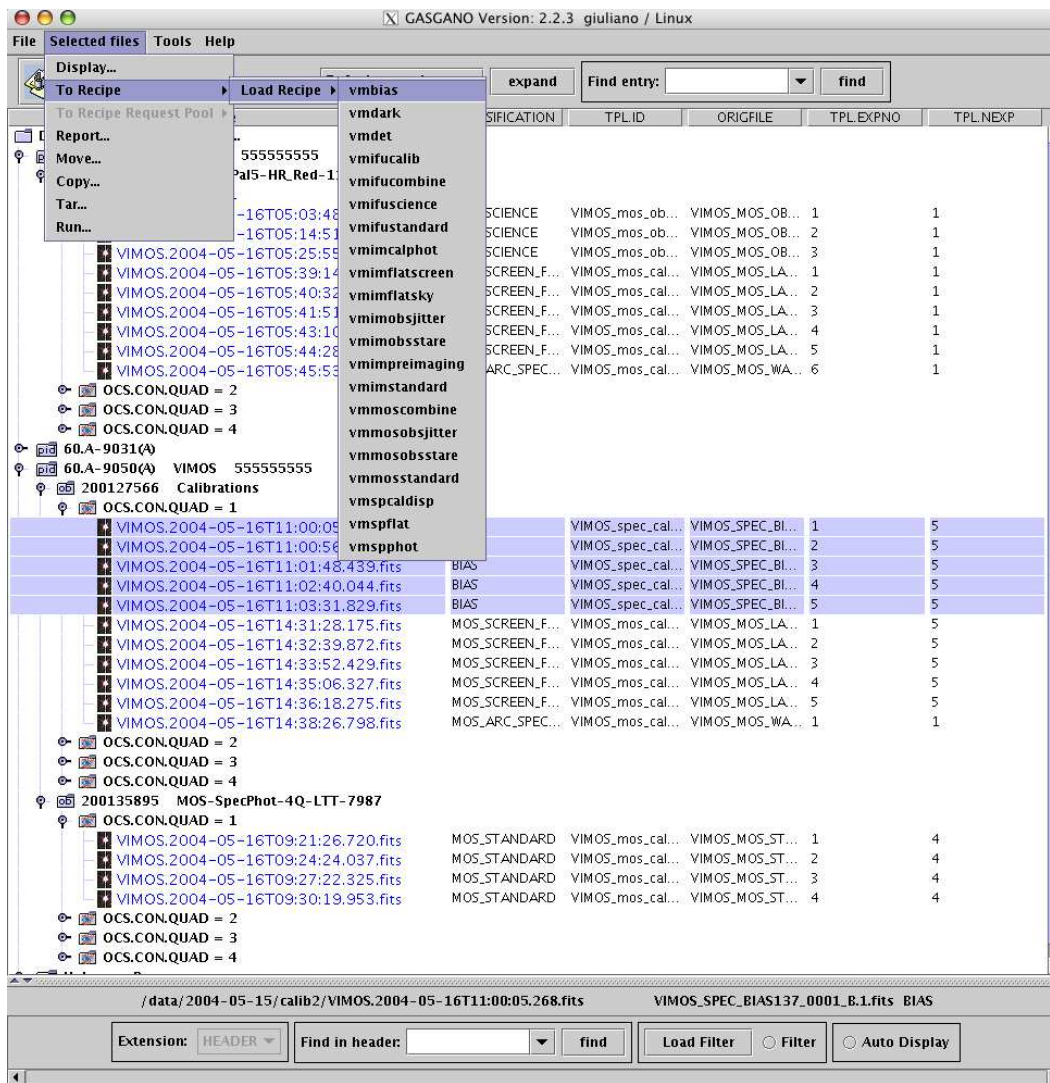 X GASGANO Version: 2.2.3 giuliano / Linux
File Selected files Tools Help
Display...
To Recipe
To Recipe Request Pool
Report...
Move...
Copy...
Tar...
Run...
Load Recipe
vmbias
vmdark
vmdet
vmifucalib
vmifucombine
vmifuscience
vmifustandard
vmimcalphot
vmimflatscreen
vmimflatsky
vmimobsjitter
vmimobsstare
vmimpreimaging
vmimstandard
vmmoscombine
vmmosobsjitter
vmmosobsstare
vmmosstandard
vmspcaldisp
vmspflat
vmspphot
expand Find entry: find
SIFICATION TPL.ID ORIGFILE TPL.EXPNO TPL.NEXP
555555555
Pal5-HR_Red-1
-16T05:03:48 SCIENCE VIMOS_mos_ob... VIMOS_MOS_OB... 1 1
-16T05:14:51 SCIENCE VIMOS_mos_ob... VIMOS_MOS_OB... 2 1
VIMOS.2004-05-16T05:25:55 SCIENCE VIMOS_mos_ob... VIMOS_MOS_OB... 3 1
VIMOS.2004-05-16T05:39:14 SCREEN_F... VIMOS_mos_cal... VIMOS_MOS_LA... 1 1
VIMOS.2004-05-16T05:40:32 SCREEN_F... VIMOS_mos_cal... VIMOS_MOS_LA... 2 1
VIMOS.2004-05-16T05:41:51 SCREEN_F... VIMOS_mos_cal... VIMOS_MOS_LA... 3 1
VIMOS.2004-05-16T05:43:10 SCREEN_F... VIMOS_mos_cal... VIMOS_MOS_LA... 4 1
VIMOS.2004-05-16T05:44:28 SCREEN_F... VIMOS_mos_cal... VIMOS_MOS_LA... 5 1
VIMOS.2004-05-16T05:45:53 ARC_SPEC... VIMOS_mos_cal... VIMOS_MOS_WA... 6 1
OCS.CON.QUAD = 2
OCS.CON.QUAD = 3
OCS.CON.QUAD = 4
pid 60.A-9031(A)
pid 60.A-9050(A) VIMOS 555555555
ob 200127566 Calibrations
OCS.CON.QUAD = 1
VIMOS.2004-05-16T11:00:05 VIMOS_spec_cal... VIMOS_SPEC_BI... 1 5
VIMOS.2004-05-16T11:00:56 VIMOS_spec_cal... VIMOS_SPEC_BI... 2 5
VIMOS.2004-05-16T11:01:48.439.fits BIAS VIMOS_spec_cal... VIMOS_SPEC_BI... 3 5
VIMOS.2004-05-16T11:02:40.044.fits BIAS VIMOS_spec_cal... VIMOS_SPEC_BI... 4 5
VIMOS.2004-05-16T11:03:31.829.fits BIAS VIMOS_spec_cal... VIMOS_SPEC_BI... 5 5
VIMOS.2004-05-16T14:31:28.175.fits MOS_SCREEN_F... VIMOS_mos_cal... VIMOS_MOS_LA... 1 5
VIMOS.2004-05-16T14:32:39.872.fits MOS_SCREEN_F... VIMOS_mos_cal... VIMOS_MOS_LA... 2 5
VIMOS.2004-05-16T14:33:52.429.fits MOS_SCREEN_F... VIMOS_mos_cal... VIMOS_MOS_LA... 3 5
VIMOS.2004-05-16T14:35:06.327.fits MOS_SCREEN_F... VIMOS_mos_cal... VIMOS_MOS_LA... 4 5
VIMOS.2004-05-16T14:36:18.275.fits MOS_SCREEN_F... VIMOS_mos_cal... VIMOS_MOS_LA... 5 5
VIMOS.2004-05-16T14:38:26.798.fits MOS_ARC_SPEC... VIMOS_mos_cal... VIMOS_MOS_WA... 1 1
OCS.CON.QUAD = 2
OCS.CON.QUAD = 3
OCS.CON.QUAD = 4
ob 200135895 MOS-SpecPhot-4Q-LTT-7987
OCS.CON.QUAD = 1
VIMOS.2004-05-16T09:21:26.720.fits MOS_STANDARD VIMOS_mos_cal... VIMOS_MOS_ST... 1 4
VIMOS.2004-05-16T09:24:24.037.fits MOS_STANDARD VIMOS_mos_cal... VIMOS_MOS_ST... 2 4
VIMOS.2004-05-16T09:27:22.325.fits MOS_STANDARD VIMOS_mos_cal... VIMOS_MOS_ST... 3 4
VIMOS.2004-05-16T09:30:19.953.fits MOS_STANDARD VIMOS_mos_cal... VIMOS_MOS_ST... 4 4
OCS.CON.QUAD = 2
OCS.CON.QUAD = 3
OCS.CON.QUAD = 4
/data/2004-05-15/calib2/VIMOS.2004-05-16T11:00:05.268.fits VIMOS_SPEC_BIAS137_0001_B.1.fits BIAS
Extension: HEADER Find in header: find Load Filter Filter Auto Display